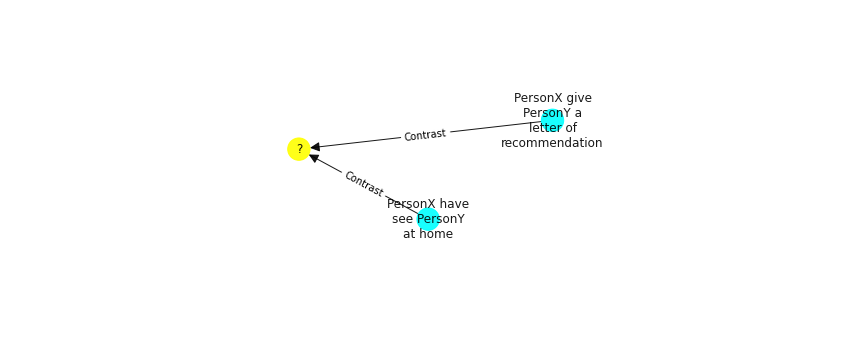 PersonX give
PersonY a
letter of
recommendation
Contrast
?
Contrast
PersonX have
see PersonY
at home